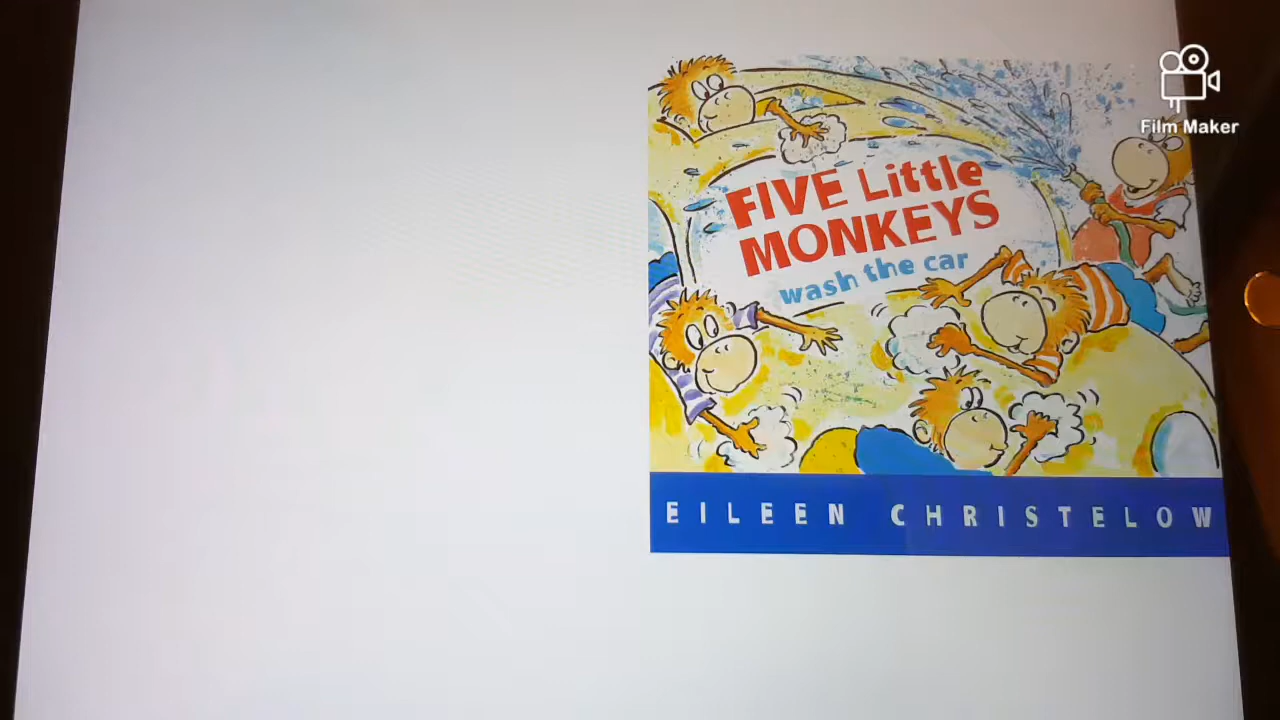 Film Maker
FIVE Little
MONKEYS
wash the car
EILEEN CHRISTELOW